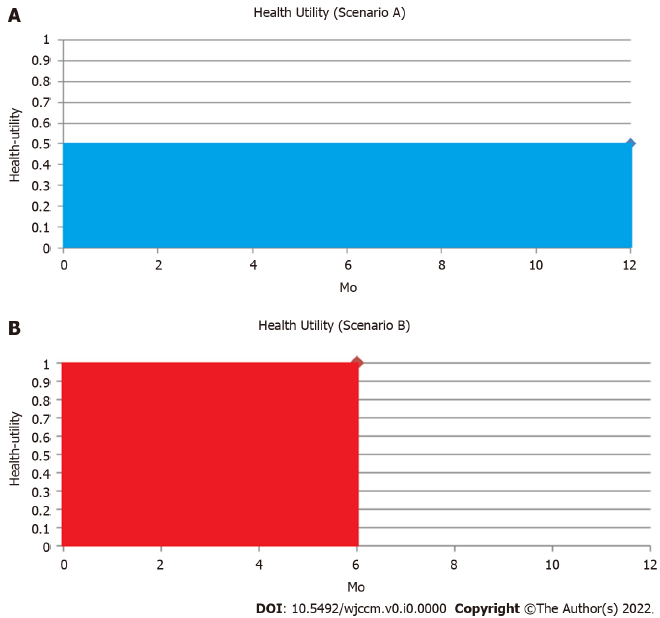 A
Health Utility (Scenario A)
1
0.9
0.8
0.7
0.6
0.5
0.4
0.3
0.2
0.1
0
Health-utility
0 2 4 6 8 10 12
Mo
B
Health Utility (Scenario B)
1
0.9
0.8
0.7
0.6
0.5
0.4
0.3
0.2
0.1
0
Health-utility
0 2 4 6 8 10 12
Mo
DOI: 10.5492/wjccm.v0.i0.0000 Copyright ©The Author(s) 2022.